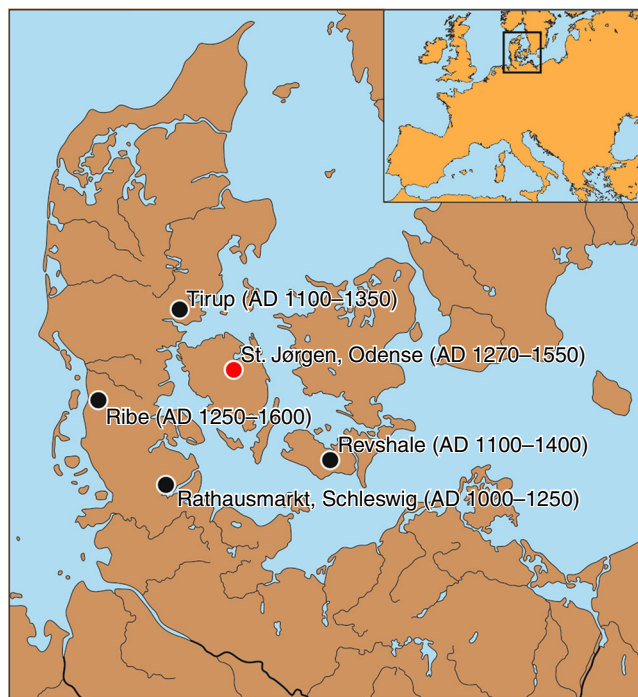 Tirup (AD 1100–1350)
St. Jørgen, Odense (AD 1270–1550)
Ribe (AD 1250–1600)
Revshale (AD 1100–1400)
Rathausmarkt, Schleswig (AD 1000–1250)